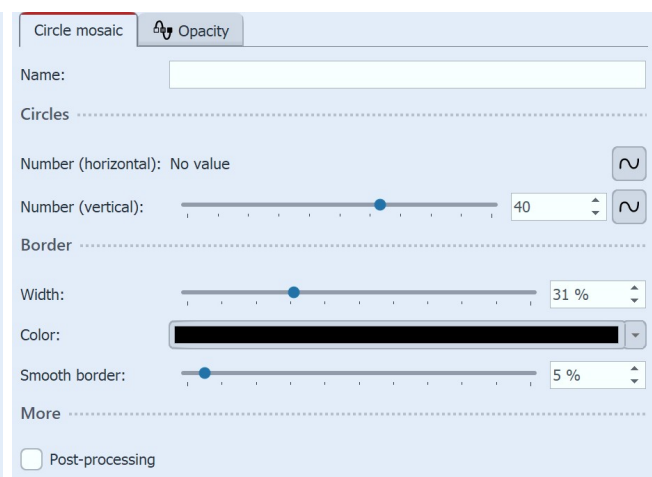 Circle mosaic Opacity
Name:
Circles
Number (horizontal): No value
Number (vertical): 40
Border
Width: 31 %
Color:
Smooth border: 5 %
More
Post-processing